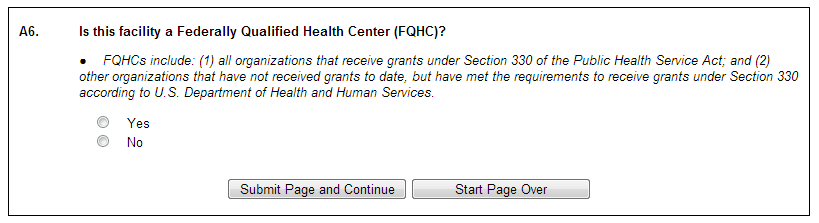 A6. Is this facility a Federally Qualified Health Center (FQHC)?
• FQHCs include: (1) all organizations that receive grants under Section 330 of the Public Health Service Act; and (2)
other organizations that have not received grants to date, but have met the requirements to receive grants under Section 330
according to U.S. Department of Health and Human Services.
Yes
No
Submit Page and Continue Start Page Over